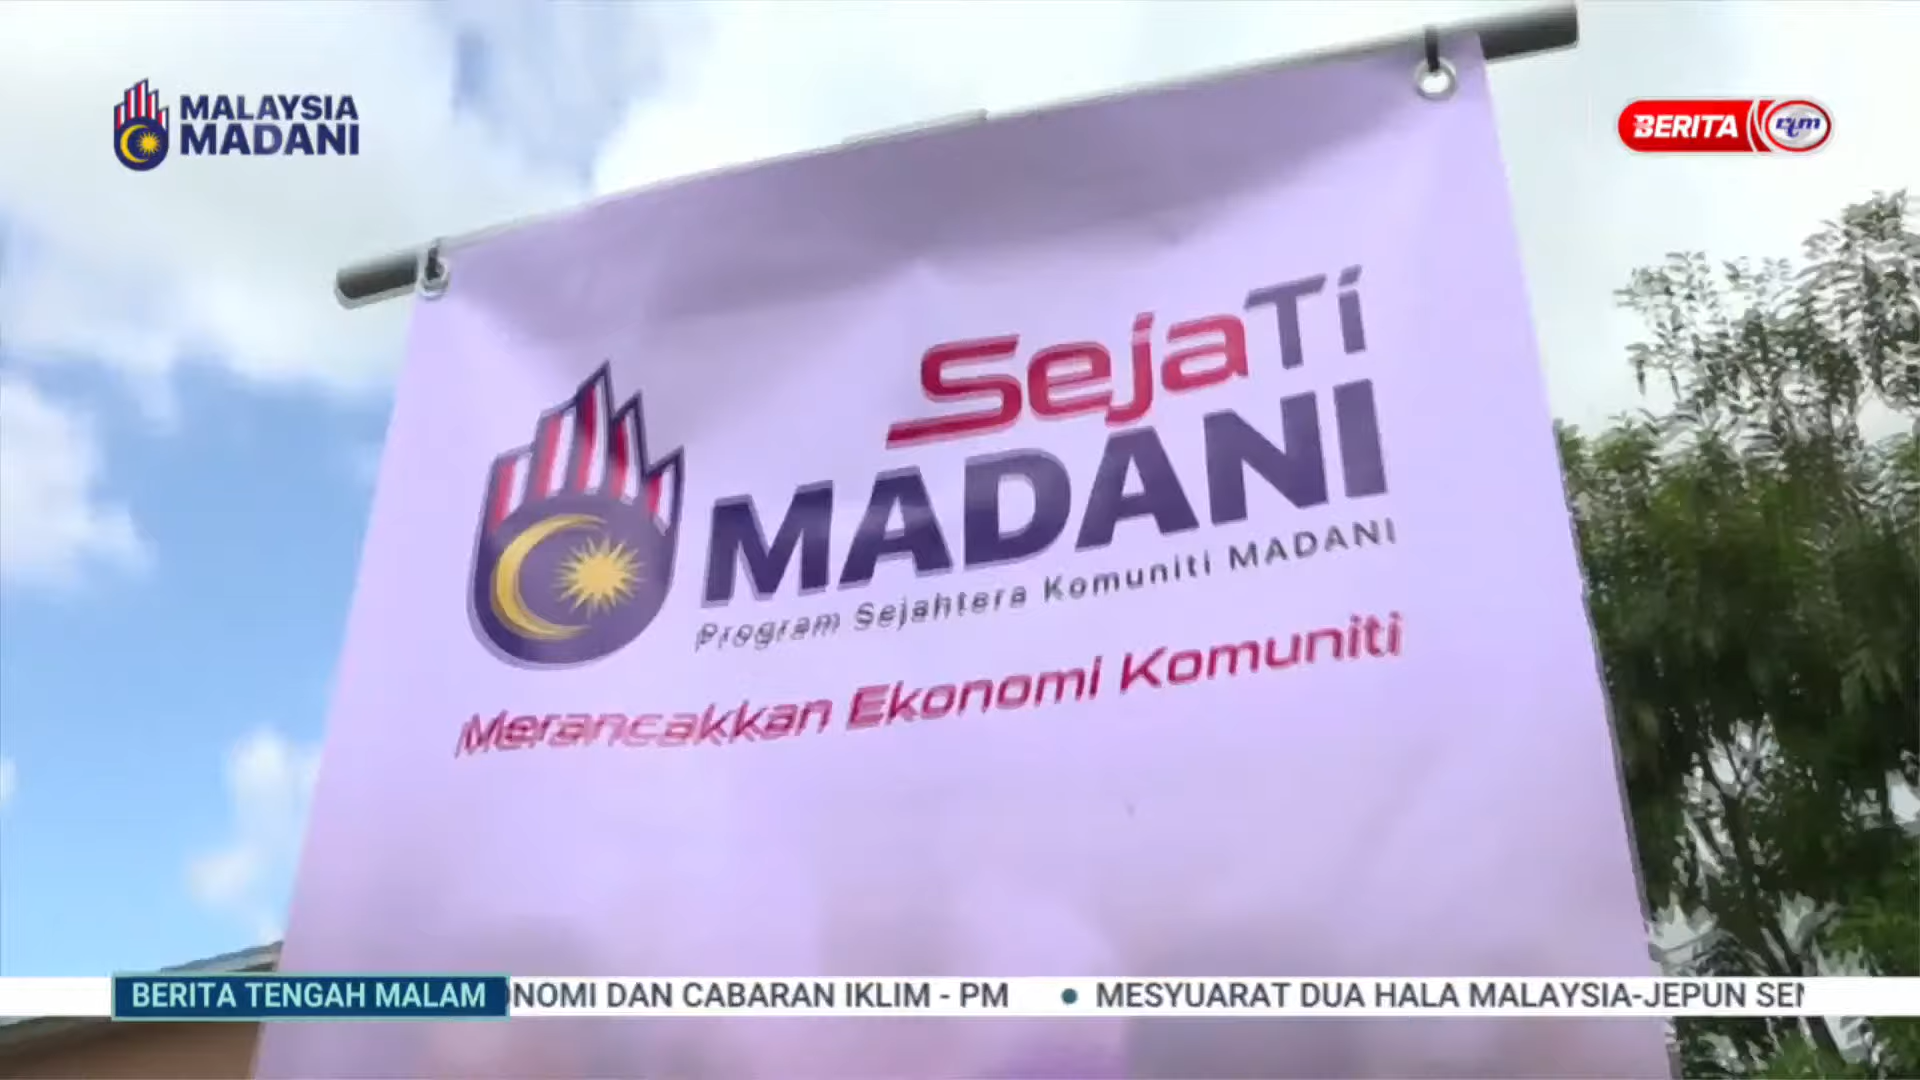 MALAYSIA
MADANI
BERITA rtm
SejaTi
MADANI
Program Sejahtera Komuniti MADANI
Merancakkan Ekonomi Komuniti
BERITA TENGAH MALAM
NOMI DAN CABARAN IKLIM - PM • MESYUARAT DUA HALA MALAYSIA-JEPUN